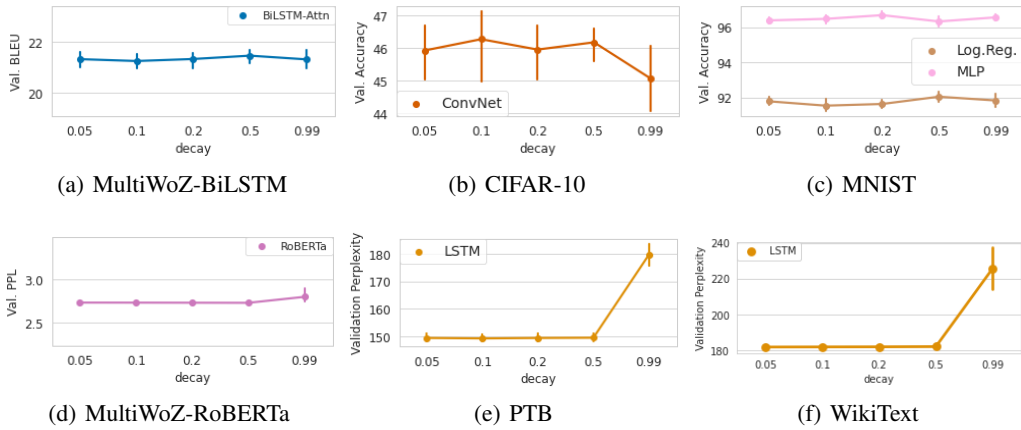 BiLSTM-Attn
Val. BLEU
22
20
0.05 0.1 0.2 0.5 0.99
decay
(a) MultiWoZ-BiLSTM
47
46
45
44
Val. Accuracy
ConvNet
0.05 0.1 0.2 0.5 0.99
decay
(b) CIFAR-10
96
94
92
Val. Accuracy
Log.Reg.
MLP
0.05 0.1 0.2 0.5 0.99
decay
(c) MNIST
RoBERTa
Val. PPL
3.0
2.5
0.05 0.1 0.2 0.5 0.99
decay
(d) MultiWoZ-RoBERTa
LSTM
Validation Perplexity
180
170
160
150
0.05 0.1 0.2 0.5 0.99
decay
(e) PTB
240
LSTM
Validation Perplexity
220
200
180
0.05 0.1 0.2 0.5 0.99
decay
(f) WikiText